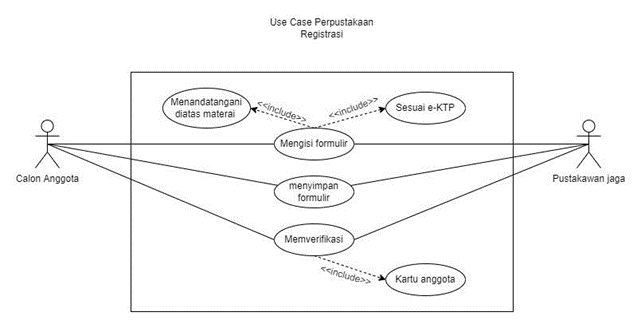 Use Case Perpustakaan
Registrasi
Menandatangani
diatas materai
<<include>>
<<include>>
Sesuai e-KTP
Mengisi formulir
Calon Anggota
Pustakawan jaga
menyimpan
formulir
Memverifikasi
<<include>>
Kartu anggota